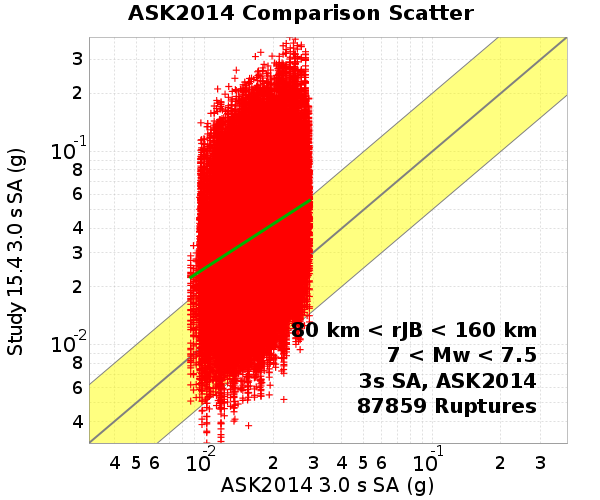 ASK2014 Comparison Scatter
Study 15.4 3.0 s SA (g)
3
2
10-1
8
6
4
3
2
10-2
8
6
4
80 km < rJB < 160 km
7 < Mw < 7.5
3s SA, ASK2014
87859 Ruptures
4 5 6 10-2 2 3 4 5 6 10-1 2 3
ASK2014 3.0 s SA (g)